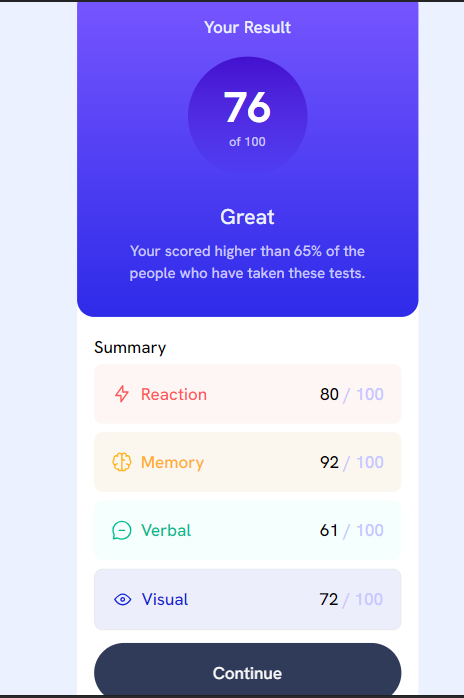 Your Result
76
of 100
Great
Your scored higher than 65% of the
people who have taken these tests.
Summary
Reaction 80 / 100
Memory 92 / 100
Verbal 61 / 100
Visual 72 / 100
Continue